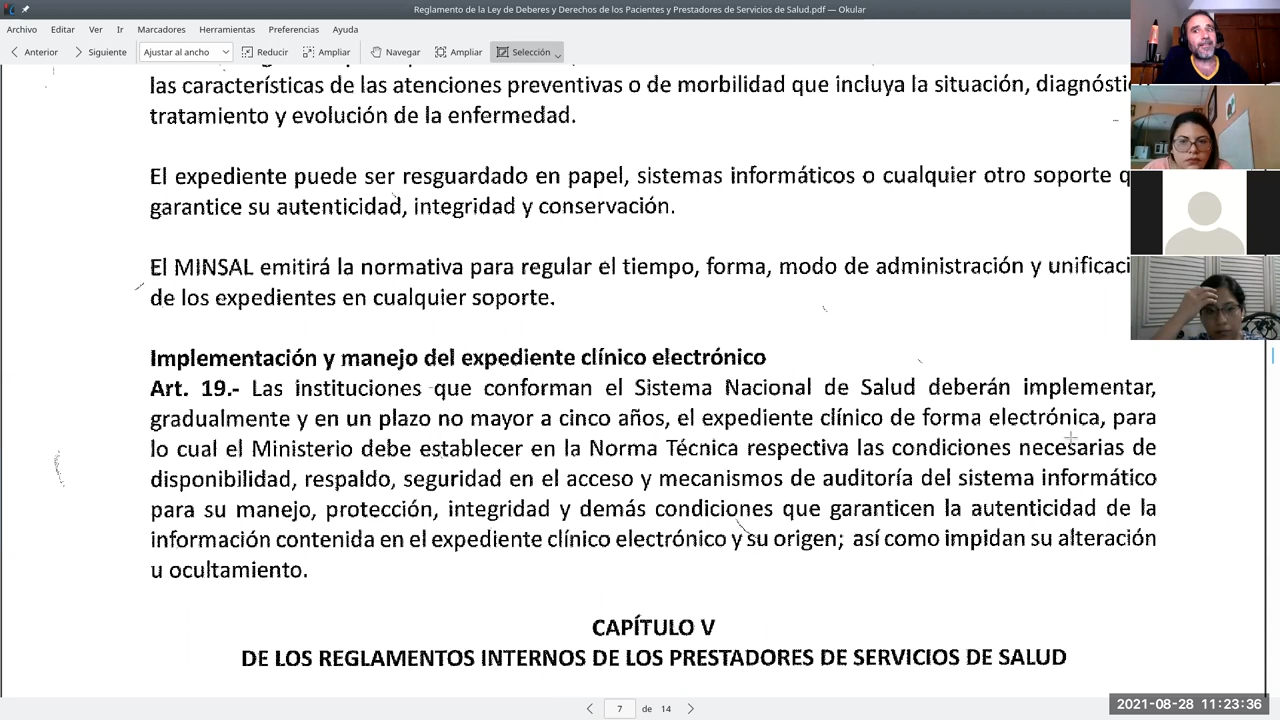 Reglamento de la Ley de Deberes y Derechos de los Pacientes y Prestadores de Servicios de Salud.pdf — Okular
Archivo Editar Ver Ir Marcadores Herramientas Preferencias Ayuda
Anterior Siguiente Ajustar al ancho Reducir Ampliar Navegar Ampliar Selección
las características de las atenciones preventivas o de morbilidad que incluya la situación, diagnósti
tratamiento y evolución de la enfermedad.
El expediente puede ser resguardado en papel, sistemas informáticos o cualquier otro soporte q
garantice su autenticidad, integridad y conservación.
El MINSAL emitirá la normativa para regular el tiempo, forma, modo de administración y unificaci
de los expedientes en cualquier soporte.
Implementación y manejo del expediente clínico electrónico
Art. 19.- Las instituciones que conforman el Sistema Nacional de Salud deberán implementar,
gradualmente y en un plazo no mayor a cinco años, el expediente clínico de forma electrónica, para
lo cual el Ministerio debe establecer en la Norma Técnica respectiva las condiciones necesarias de
disponibilidad, respaldo, seguridad en el acceso y mecanismos de auditoría del sistema informático
para su manejo, protección, integridad y demás condiciones que garanticen la autenticidad de la
información contenida en el expediente clínico electrónico y su origen; así como impidan su alteración
u ocultamiento.
CAPÍTULO V
DE LOS REGLAMENTOS INTERNOS DE LOS PRESTADORES DE SERVICIOS DE SALUD
7 de 14
2021-08-28 11:23:36